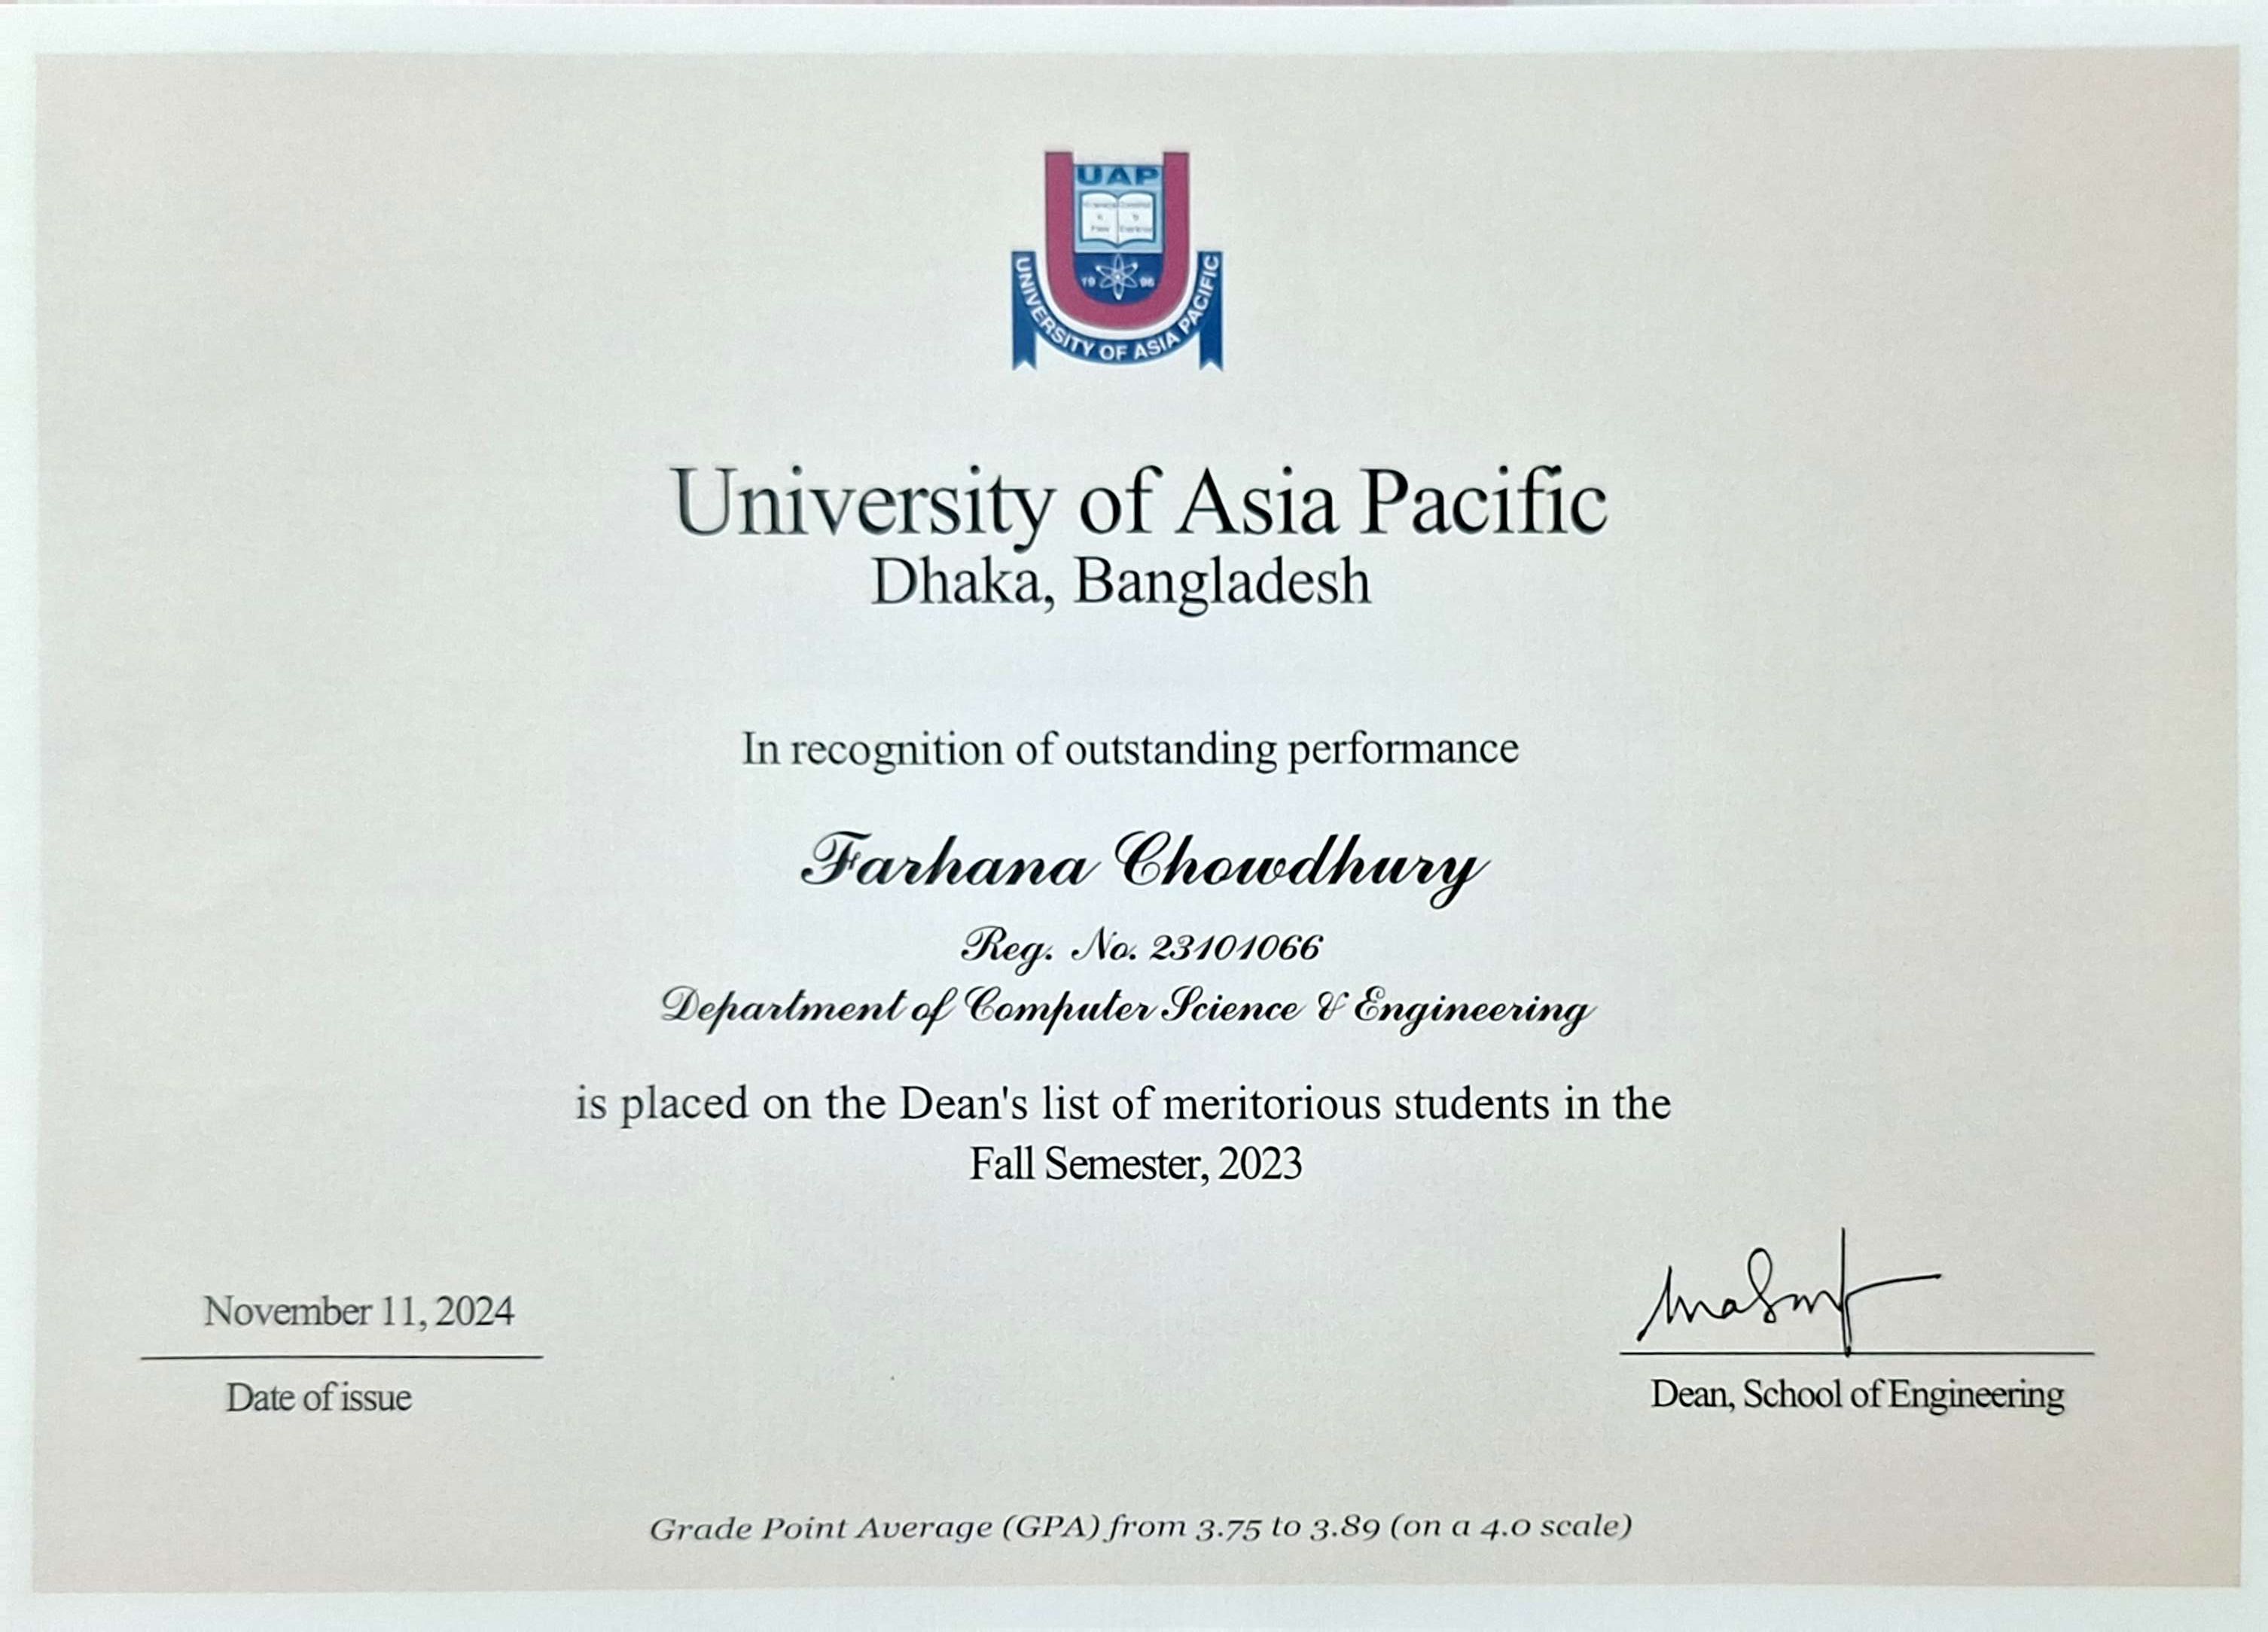 UAP
19 96
UNIVERSITY OF ASIA PACIFIC
University of Asia Pacific
Dhaka, Bangladesh
In recognition of outstanding performance
Farhana Chowdhury
Reg. No. 23101066
Department of Computer Science & Engineering
is placed on the Dean's list of meritorious students in the
Fall Semester, 2023
November 11, 2024
Date of issue
Dean, School of Engineering
Grade Point Average (GPA) from 3.75 to 3.89 (on a 4.0 scale)